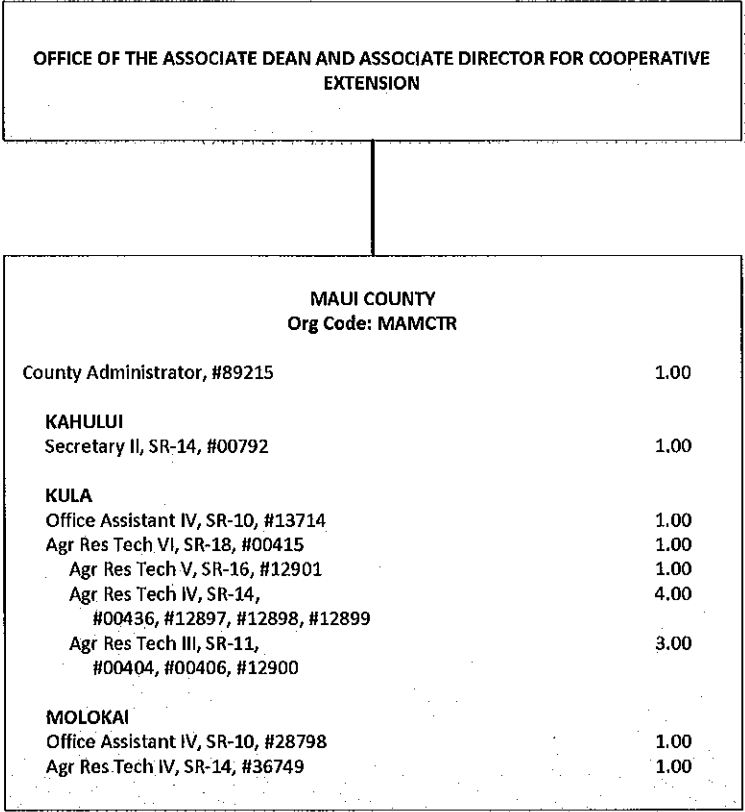 OFFICE OF THE ASSOCIATE DEAN AND ASSOCIATE DIRECTOR FOR COOPERATIVE
EXTENSION
MAUI COUNTY
Org Code: MAMCTR
County Administrator, #89215 1.00
KAHULUI
Secretary II, SR-14, #00792 1.00
KULA
Office Assistant IV, SR-10, #13714 1.00
Agr Res Tech VI, SR-18, #00415 1.00
Agr Res Tech V, SR-16, #12901 1.00
Agr Res Tech IV, SR-14, 4.00
#00436, #12897, #12898, #12899
Agr Res Tech III, SR-11, 3.00
#00404, #00406, #12900
MOLOKAI
Office Assistant IV, SR-10, #28798 1.00
Agr Res Tech IV, SR-14, #36749 1.00